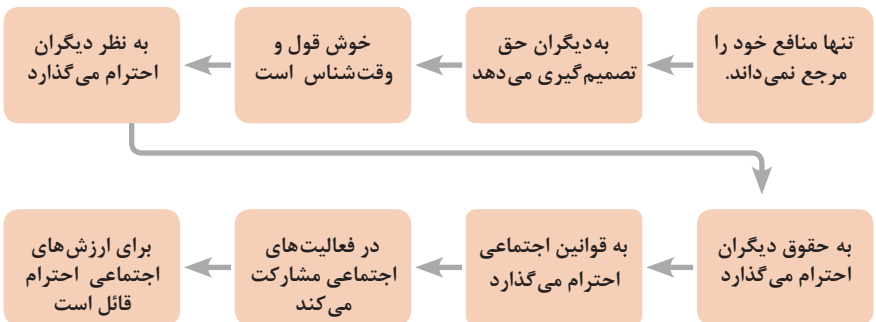 تنها منافع خود را
مرجع نمی‌داند.
به‌دیگران حق
تصمیم‌گیری می‌دهد
خوش قول و
وقت‌شناس است
به نظر دیگران
احترام می‌گذارد
به حقوق دیگران
احترام می‌گذارد
به قوانین اجتماعی
احترام می‌گذارد
در فعالیت‌های
اجتماعی مشارکت
می‌کند
برای ارزش‌های
اجتماعی احترام
قائل است